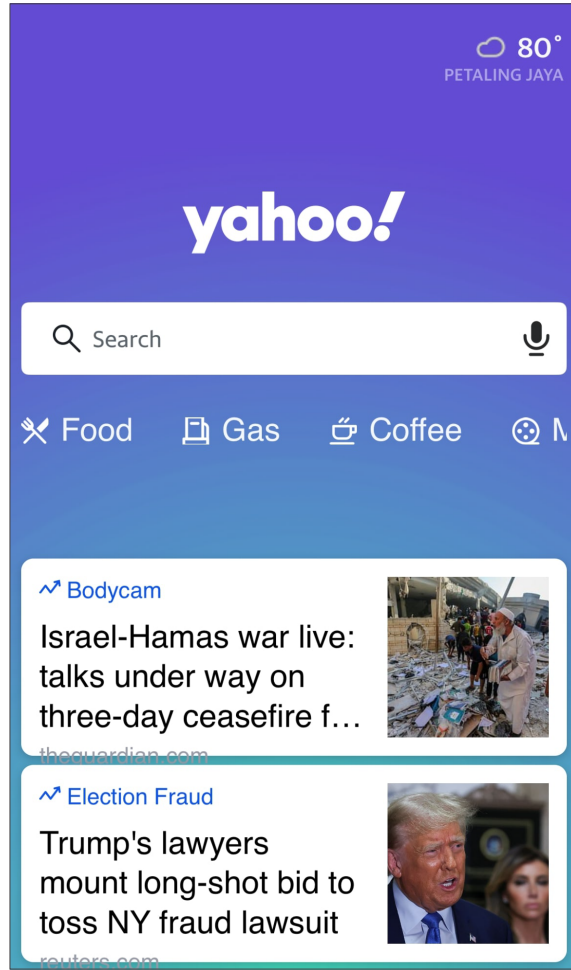 80°
PETALING JAYA
yahoo!
Search
Food
Gas
Coffee
Bodycam
Israel-Hamas war live:
talks under way on
three-day ceasefire f…
theguardian.com
Election Fraud
Trump's lawyers
mount long-shot bid to
toss NY fraud lawsuit
reuters.com